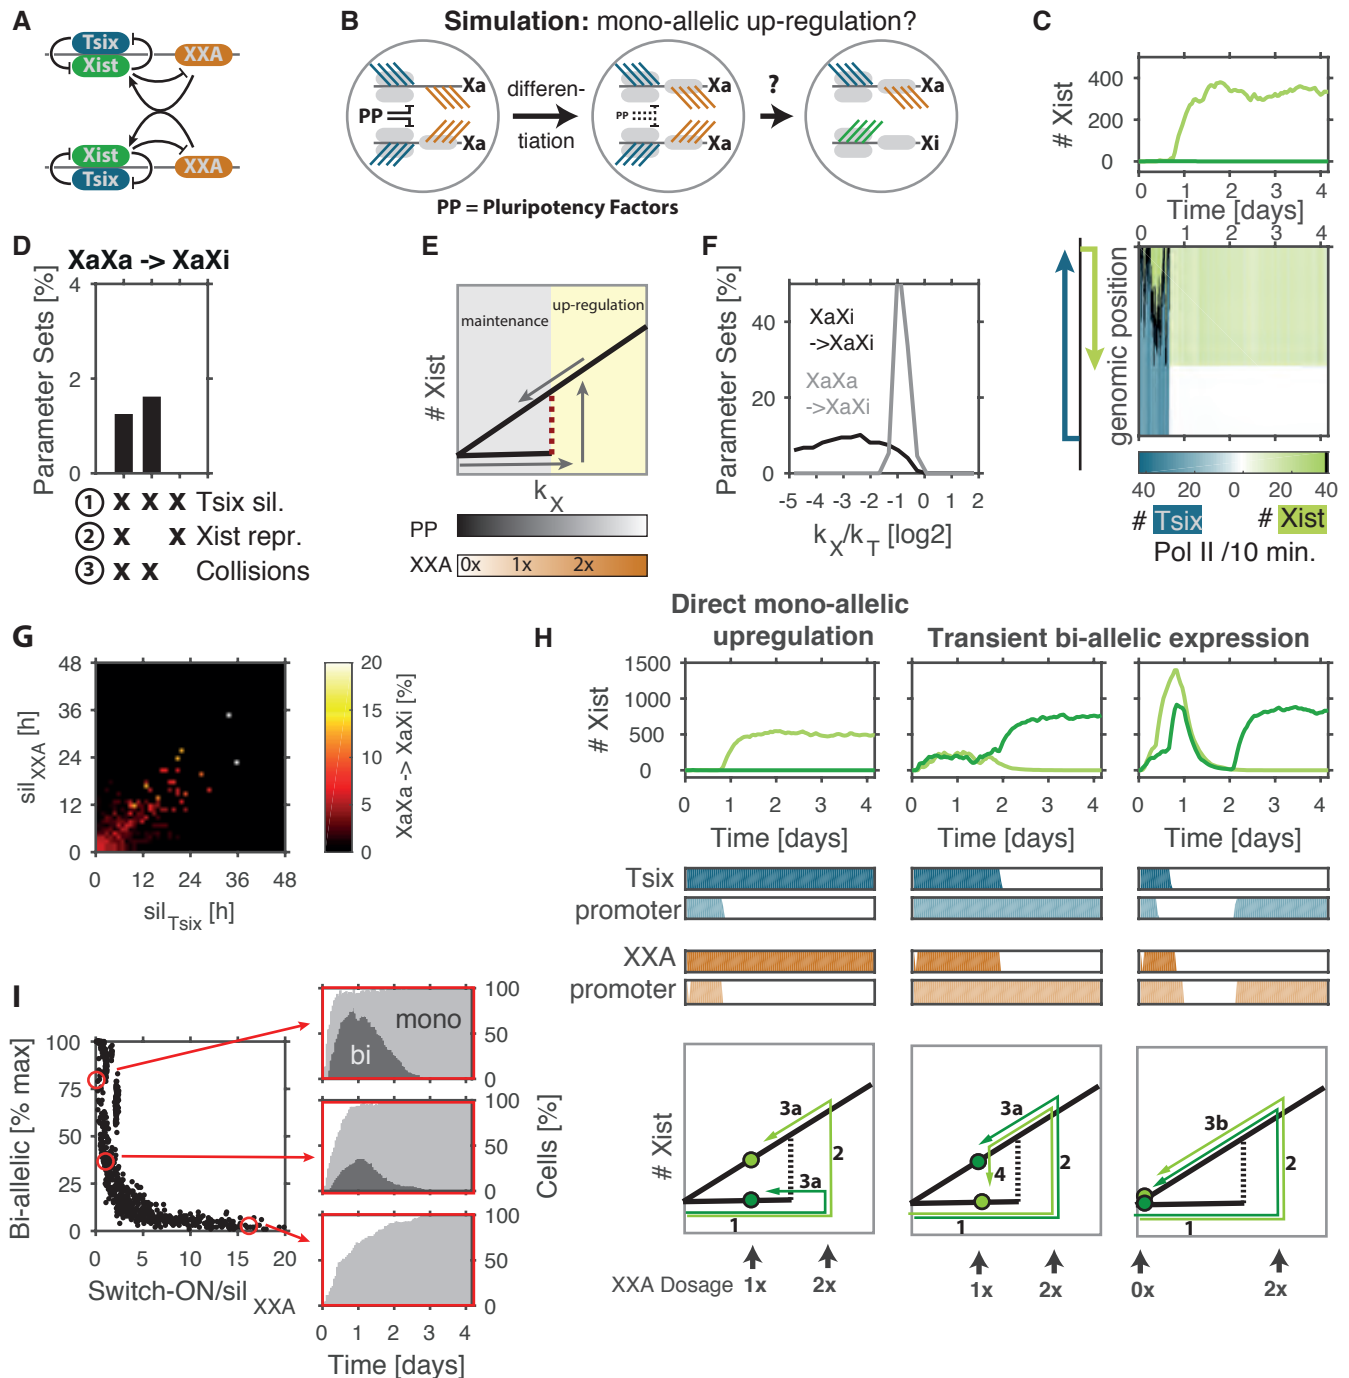 A
Tsix
Xist
XXA
Xist
Tsix
XXA
B
Simulation: mono-allelic up-regulation?
Xa
PP
Xa
differen-
tiation
Xa
PP
Xa
?
Xa
Xi
PP = Pluripotency Factors
C
# Xist
400
200
0
0 1 2 3 4
Time [days]
0 1 2 3 4
genomic position
40 20 0 20 40
# Tsix # Xist
Pol II /10 min.
D
XaXa -> XaXi
Parameter Sets [%]
4
2
0
1 x x x Tsix sil.
2 x x Xist repr.
3 x x Collisions
E
# Xist
maintenance
up-regulation
k X
PP
XXA 0x 1x 2x
F
Parameter Sets [%]
40
20
0
XaXi
->XaXi
XaXa
->XaXi
-5 -4 -3 -2 -1 0 1 2
k X/k T [log2]
G
sil XXA [h]
48
36
24
12
0
0 12 24 36 48
sil Tsix [h]
20
15
10
5
0
XaXa -> XaXi [%]
H
Direct mono-allelic
upregulation
Transient bi-allelic expression
# Xist
1500
1000
500
0
0 1 2 3 4
Time [days]
0 1 2 3 4
Time [days]
0 1 2 3 4
Time [days]
Tsix
promoter
XXA
promoter
# Xist
3a
2
3a
1
3a
2
4
1
3b
2
1
XXA Dosage 1x 2x
1x 2x
0x 2x
I
Bi-allelic [% max]
100
75
50
25
0
0 5 10 15 20
Switch-ON/sil XXA
mono
bi
100
50
0
100
50
0
100
50
0
Cells [%]
0 1 2 3 4
Time [days]